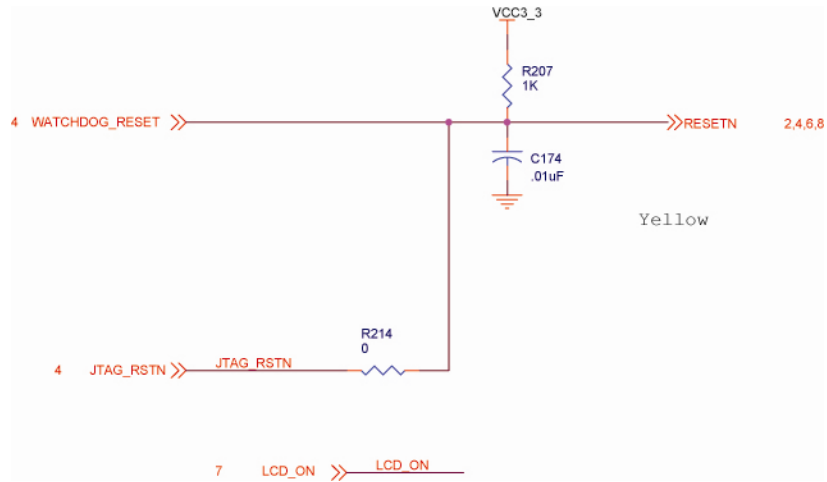 VCC3_3
R207
1K
4 WATCHDOG_RESET
RESETN 2,4,6,8
C174
.01uF
Yellow
R214
0
4 JTAG_RSTN JTAG_RSTN
7 LCD_ON LCD_ON